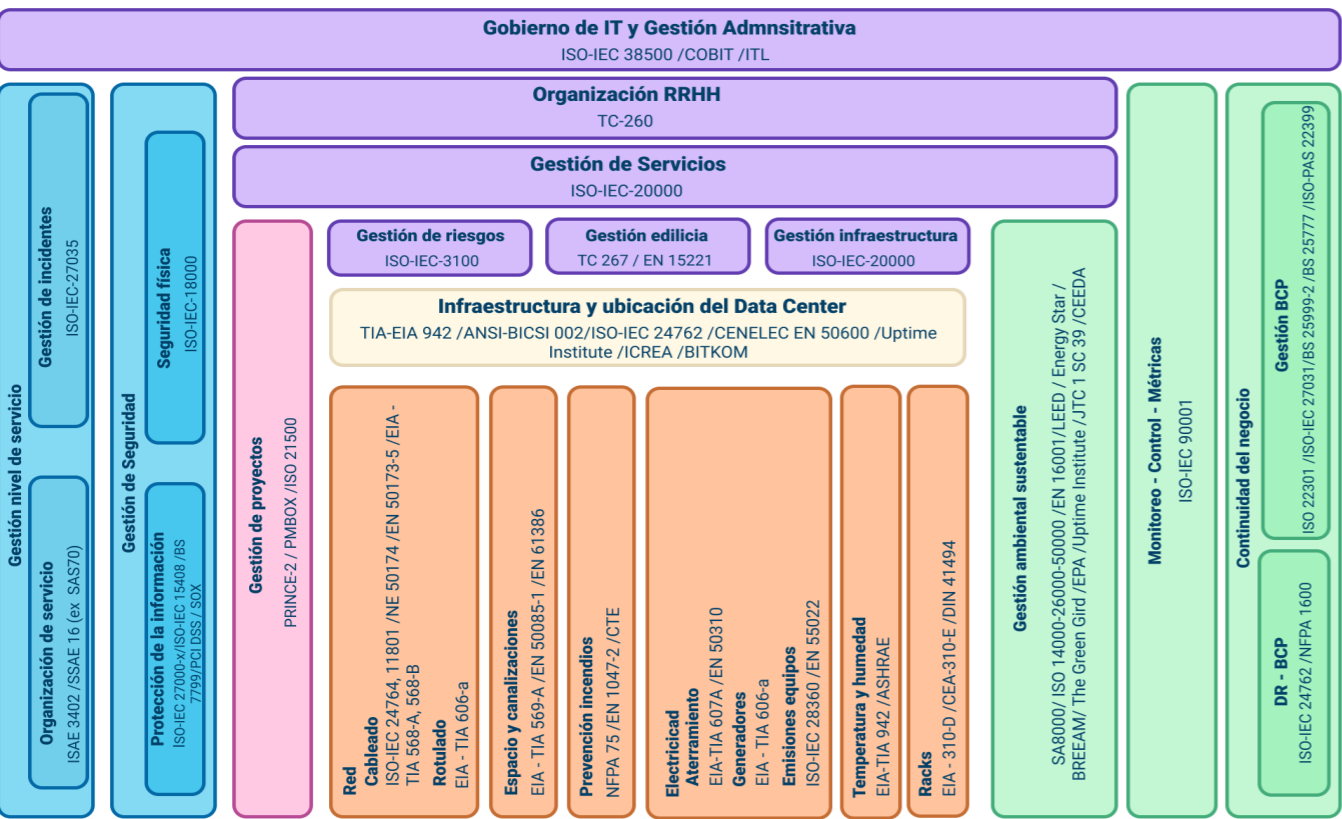 Gobierno de IT y Gestión Admnsitrativa
ISO-IEC 38500 /COBIT /ITL
Gestión nivel de servicio
Gestión de incidentes
ISO-IEC-27035
Organización de servicio
ISAE 3402 /SSAE 16 (ex SAS70)
Gestión de Seguridad
Seguridad física
ISO-IEC-18000
Protección de la información
ISO-IEC 27000-x/ISO-IEC 15408 /BS
7799/PCI DSS / SOX
Organización RRHH
TC-260
Gestión de Servicios
ISO-IEC-20000
Gestión de proyectos
PRINCE-2 / PMBOX /ISO 21500
Gestión de riesgos
ISO-IEC-3100
Gestión edilicia
TC 267 / EN 15221
Gestión infraestructura
ISO-IEC-20000
Infraestructura y ubicación del Data Center
TIA-EIA 942 /ANSI-BICSI 002/ISO-IEC 24762 /CENELEC EN 50600 /Uptime
Institute /ICREA /BITKOM
Red
Cableado
ISO-IEC 24764, 11801 /NE 50174 /EN 50173-5 /EIA -
TIA 568-A, 568-B
Rotulado
EIA - TIA 606-a
Espacio y canalizaciones
EIA - TIA 569-A /EN 50085-1 /EN 61386
Prevención incendios
NFPA 75 /EN 1047-2 /CTE
Electricicad
Aterramiento
EIA-TIA 607A /EN 50310
Generadores
EIA - TIA 606-a
Emisiones equipos
ISO-IEC 28360 /EN 55022
Temperatura y humedad
EIA-TIA 942 /ASHRAE
Racks
EIA - 310-D /CEA-310-E /DIN 41494
Gestión ambiental sustentable
SA8000/ ISO 14000-26000-50000 /EN 16001/LEED / Energy Star /
BREEAM/ The Green Gird /EPA /Uptime Institute /JTC 1 SC 39 /CEEDA
Monitoreo - Control - Métricas
ISO-IEC 90001
Continuidad del negocio
Gestión BCP
ISO 22301 /ISO-IEC 27031/BS 25999-2 /BS 25777 /ISO-PAS 22399
DR - BCP
ISO-IEC 24762 /NFPA 1600